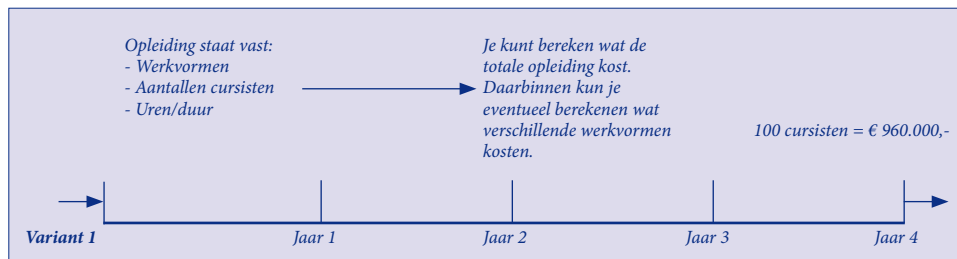 Opleiding staat vast:
- Werkvormen
- Aantallen cursisten
- Uren/duur
Je kunt bereken wat de
totale opleiding kost.
Daarbinnen kun je
eventueel berekenen wat
verschillende werkvormen
kosten.
100 cursisten = € 960.000,-
Variant 1
Jaar 1
Jaar 2
Jaar 3
Jaar 4